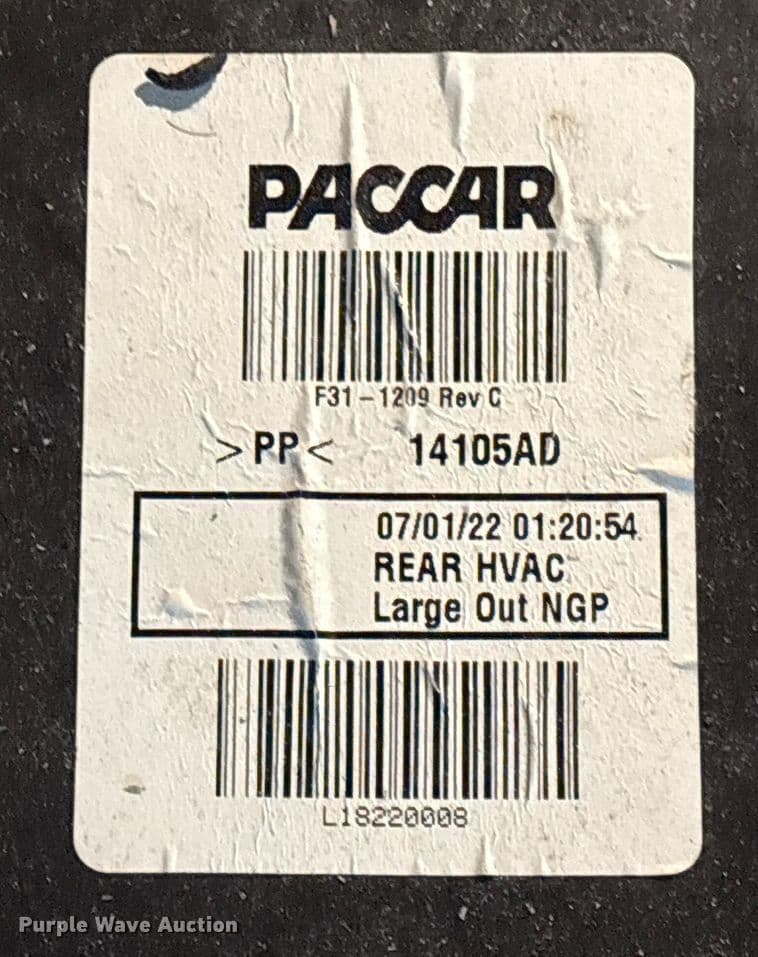 PACCAR
F31-1209 Rev C
>PP< 14105AD
07/01/22 01:20:54
REAR HVAC
Large Out NGP
L18220008
Purple Wave Auction